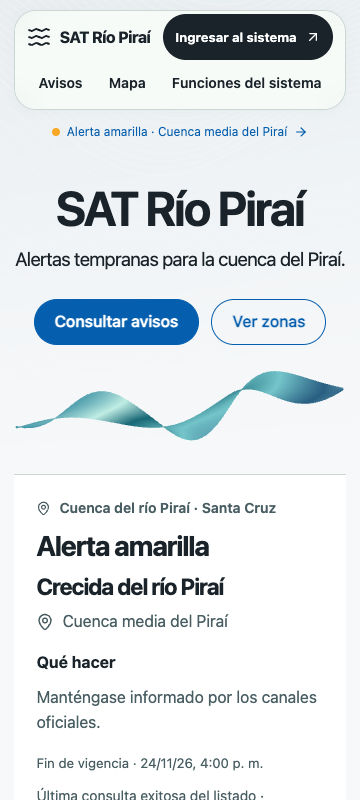 SAT Río Piraí
Ingresar al sistema
Avisos Mapa Funciones del sistema
Alerta amarilla · Cuenca media del Piraí
SAT Río Piraí
Alertas tempranas para la cuenca del Piraí.
Consultar avisos Ver zonas
Cuenca del río Piraí · Santa Cruz
Alerta amarilla
Crecida del río Piraí
Cuenca media del Piraí
Qué hacer
Manténgase informado por los canales
oficiales.
Fin de vigencia · 24/11/26, 4:00 p. m.
Última consulta exitosa del listado ·